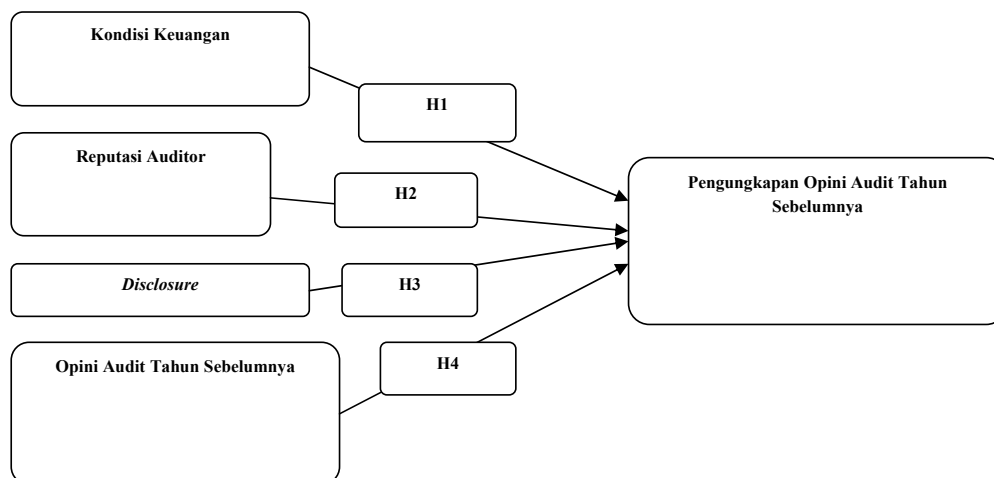 Kondisi Keuangan
H1
Reputasi Auditor
H2
Pengungkapan Opini Audit Tahun
Sebelumnya
Disclosure
H3
Opini Audit Tahun Sebelumnya
H4